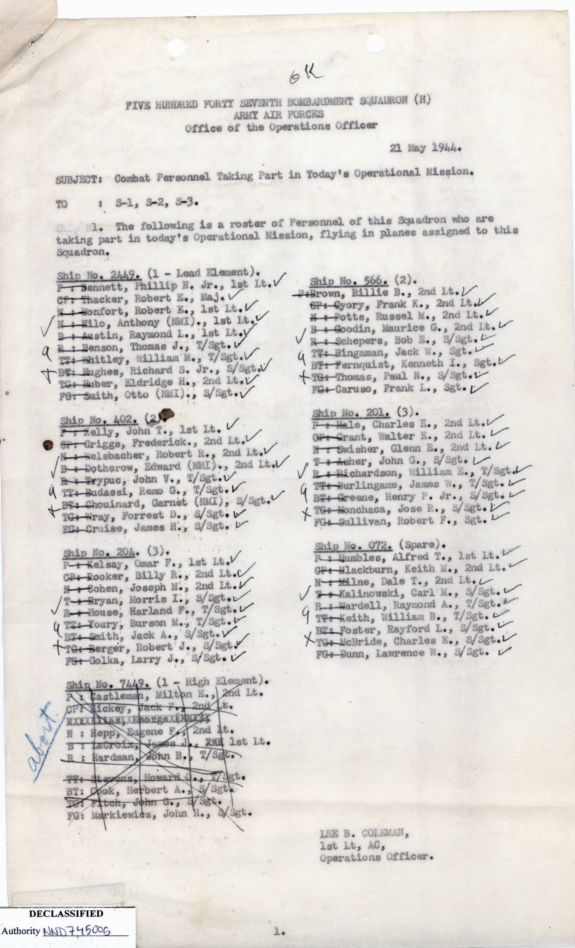 OK
FIVE HUNDRED FORTY SEVENTH BOMBARDMENT SQUADRON (H)
ARMY AIR FORCES
Office of the Operations Officer
21 May 1944.
SUBJECT: Combat Personnel Taking Part in Today's Operational Mission.
TO : S-1, S-2, S-3.
1. The following is a roster of Personnel of this Squadron who are
taking part in today's Operational Mission, flying in planes assigned to this
Squadron.
Ship No. 2449. (1 - Lead Element).
P : Bennett, Phillip N. Jr., 1st Lt.
CP: Thacker, Robert E., Maj.
N : Monfort, Robert E., 1st Lt.
N : Milo, Anthony (NMI)., 1st Lt.
B : Austin, Raymond L., 1st Lt.
R : Benson, Thomas J., T/Sgt.
TT: Whitley, William M., T/Sgt.
BT: Hughes, Richard S. Jr., S/Sgt.
TG: Huber, Eldridge H., 2nd Lt.
FG: Smith, Otto (NMI)., S/Sgt.
Ship No. 566. (2).
P:Brown, Billie B., 2nd Lt.
CP: Gyory, Frank K., 2nd Lt.
N : Potts, Russel M., 2nd Lt.
B : Goodin, Maurice G., 2nd Lt.
R : Schepers, Bob E., S/Sgt.
TT: Bingaman, Jack W., Sgt.
BT: Fernquist, Kenneth I., Sgt.
TG: Thomas, Paul N., S/Sgt.
FG: Caruso, Frank L., Sgt.
Ship No. 402. (2
P : Kelly, John T., 1st Lt.
CP: Griggs, Frederick., 2nd Lt.
N : Welsbacher, Robert R., 2nd Lt.
B : Dotherow, Edward (NMI)., 2nd Lt.
R : Trypuc, John V., T/Sgt.
TT: Budassi, Remo G., T/Sgt.
BT: Chouinard, Garnet (NMI)., S/Sgt.
TG: Wray, Forrest D., S/Sgt.
FG: Cruise, James H., S/Sgt.
Ship No. 201. (3).
P : Hale, Charles E., 2nd Lt.
CP: Grant, Walter E., 2nd Lt.
N : Swisher, Glenn E., 2nd Lt.
T : Acher, John G., S/Sgt.
R : Richardson, William E., T/Sgt.
TT: Burlingame, James W., T/Sgt.
BT: Greene, Henry P. Jr., S/Sgt.
TG: Monchaca, Jose R., S/Sgt.
FG: Sullivan, Robert F., Sgt.
Ship No. 204. (3).
P : Kelsay, Omar F., 1st Lt.
CP: Rooker, Billy R., 2nd Lt.
N : Cohen, Joseph M., 2nd Lt.
T : Bryan, Morris I., S/Sgt.
R : House, Harland F., T/Sgt.
TT: Youry, Burson M., T/Sgt.
BT: Smith, Jack A., S/Sgt.
TG: Berger, Robert J., S/Sgt.
FG: Golka, Larry J., S/Sgt.
Ship No. 072. (Spare).
P : Humbles, Alfred T., 1st Lt.
CP: Blackburn, Keith M., 2nd Lt.
N : Milne, Dale T., 2nd Lt.
T : Kalinowski, Carl M., S/Sgt.
R : Wardell, Raymond A., T/Sgt.
TT: Keith, William B., T/Sgt.
BT: Foster, Rayford L., S/Sgt.
TG: McBride, Charles E., S/Sgt.
FG: Dunn, Lawrence W., S/Sgt.
Ship No. 7449. (1 - High Element).
P : Castleman, Milton E., 2nd Lt.
CP: Hickey, Jack F., 2nd Lt.
N : Hepp, Eugene F., 2nd Lt.
B : LaCroix, James J., 1st Lt.
R : Hardman, John B., T/Sgt.
TT: Stevens, Howard C., T/Sgt.
BT: Cook, Herbert A., S/Sgt.
TG: Fitch, John G., S/Sgt.
FG: Markiewicz, John H., S/Sgt.
abort.
LEE B. COLEMAN,
1st Lt, AC,
Operations Officer.
DECLASSIFIED
Authority NND745005
1.